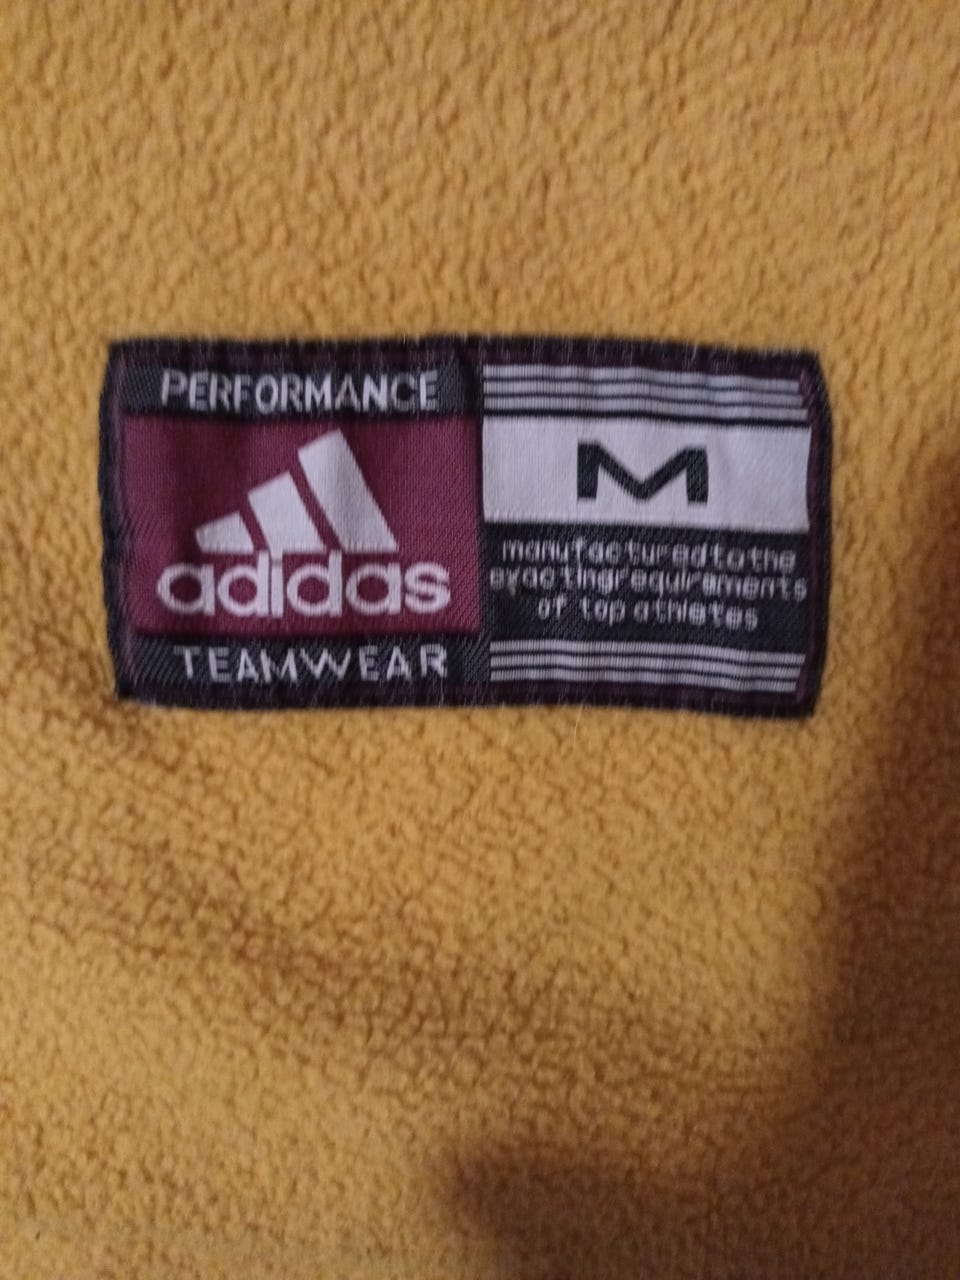 PERFORMANCE
adidas
TEAMWEAR
M
manufactured to the
exacting requirements
of top athletes